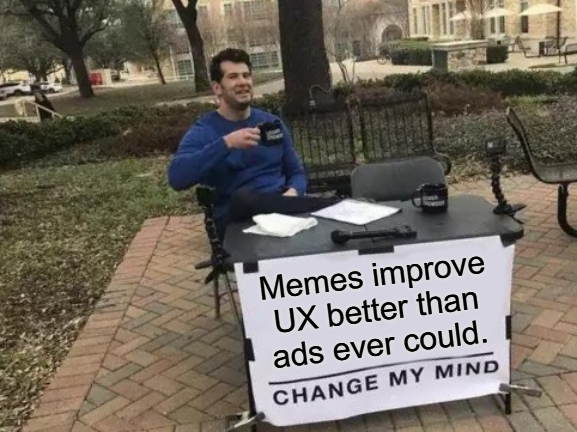 Memes improve
UX better than
ads ever could.
CHANGE MY MIND